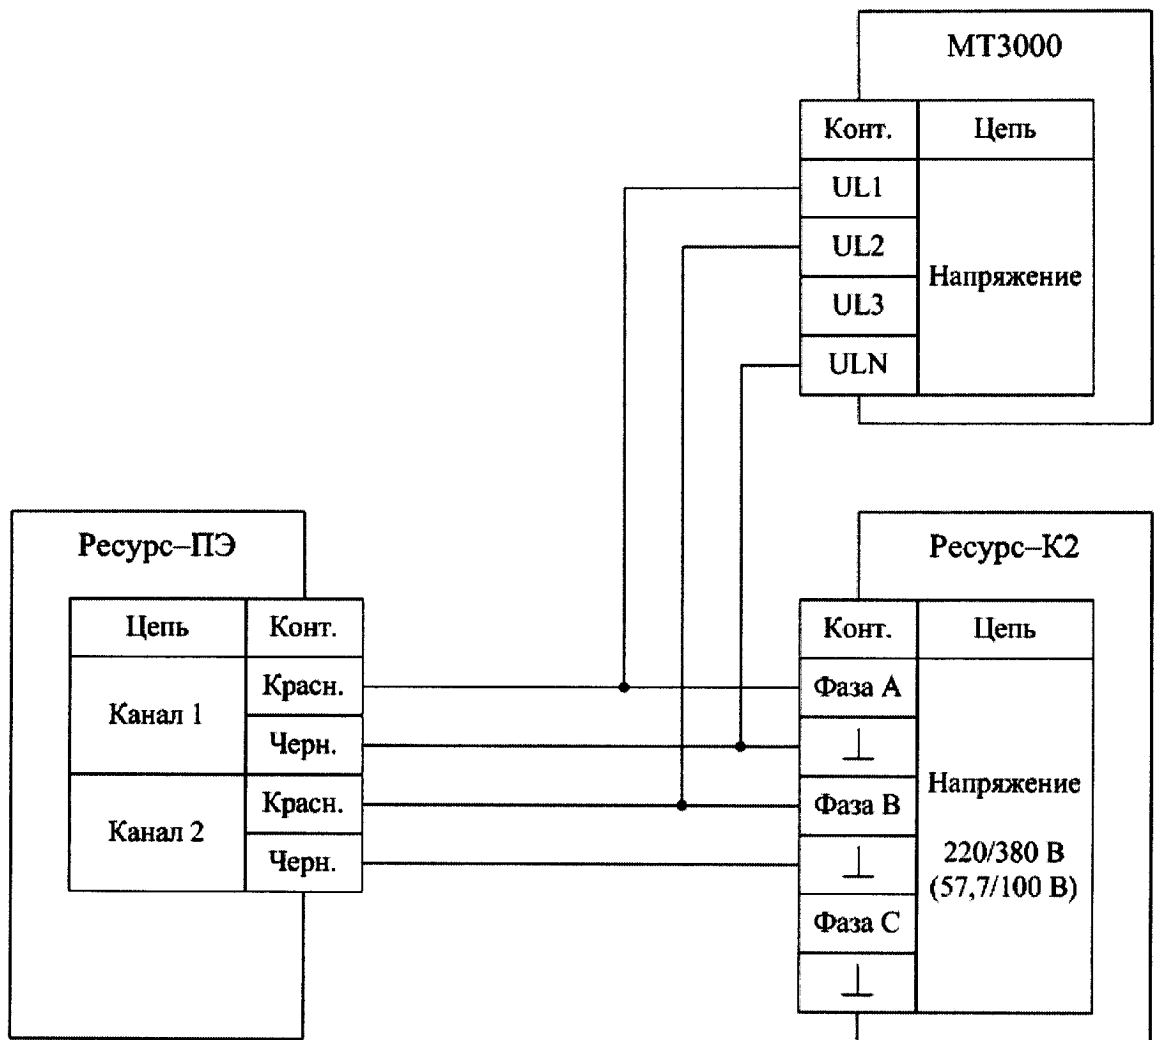 МТ3000
Конт. Цепь
UL1
UL2
UL3
ULN
Напряжение
Ресурс–ПЭ
Цепь Конт.
Канал 1
Красн.
Черн.
Канал 2
Красн.
Черн.
Ресурс–К2
Конт. Цепь
Фаза А
⊥
Фаза В
⊥
Фаза С
⊥
Напряжение
220/380 В
(57,7/100 В)